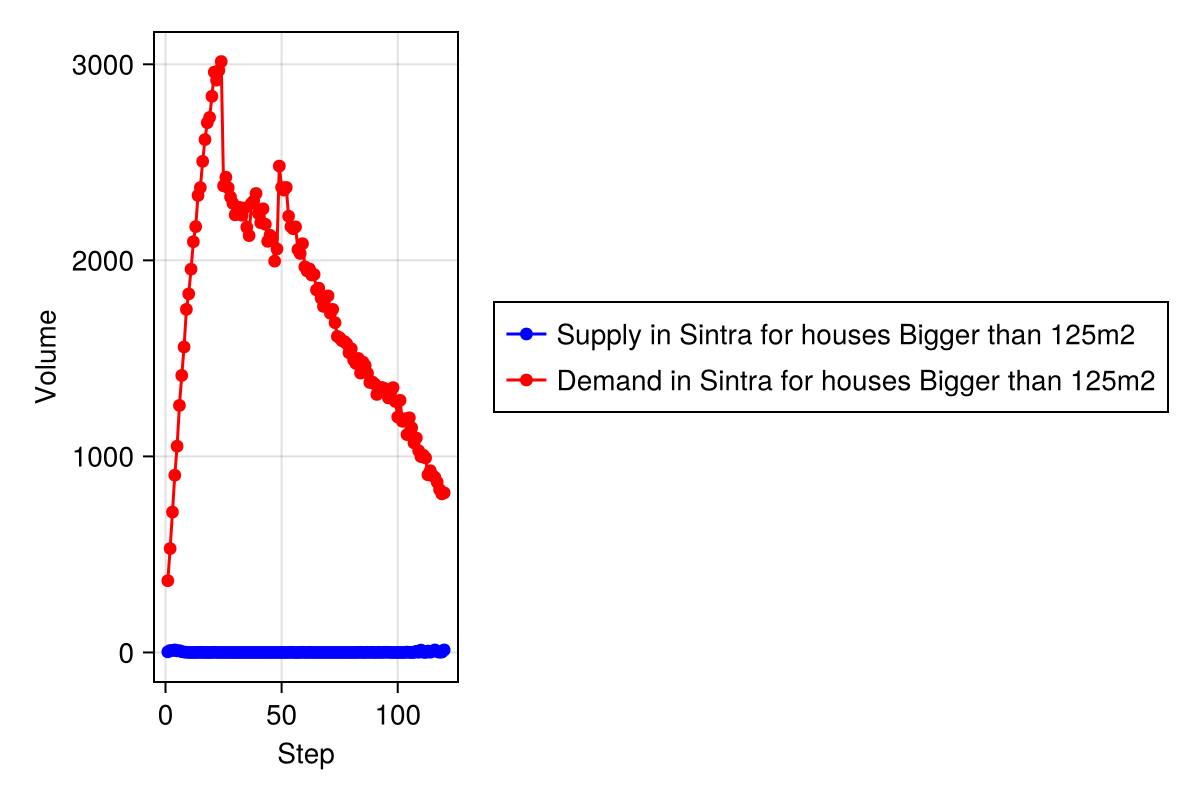 3000
2000
1000
0
Volume
0 50 100
Step
Supply in Sintra for houses Bigger than 125m2
Demand in Sintra for houses Bigger than 125m2